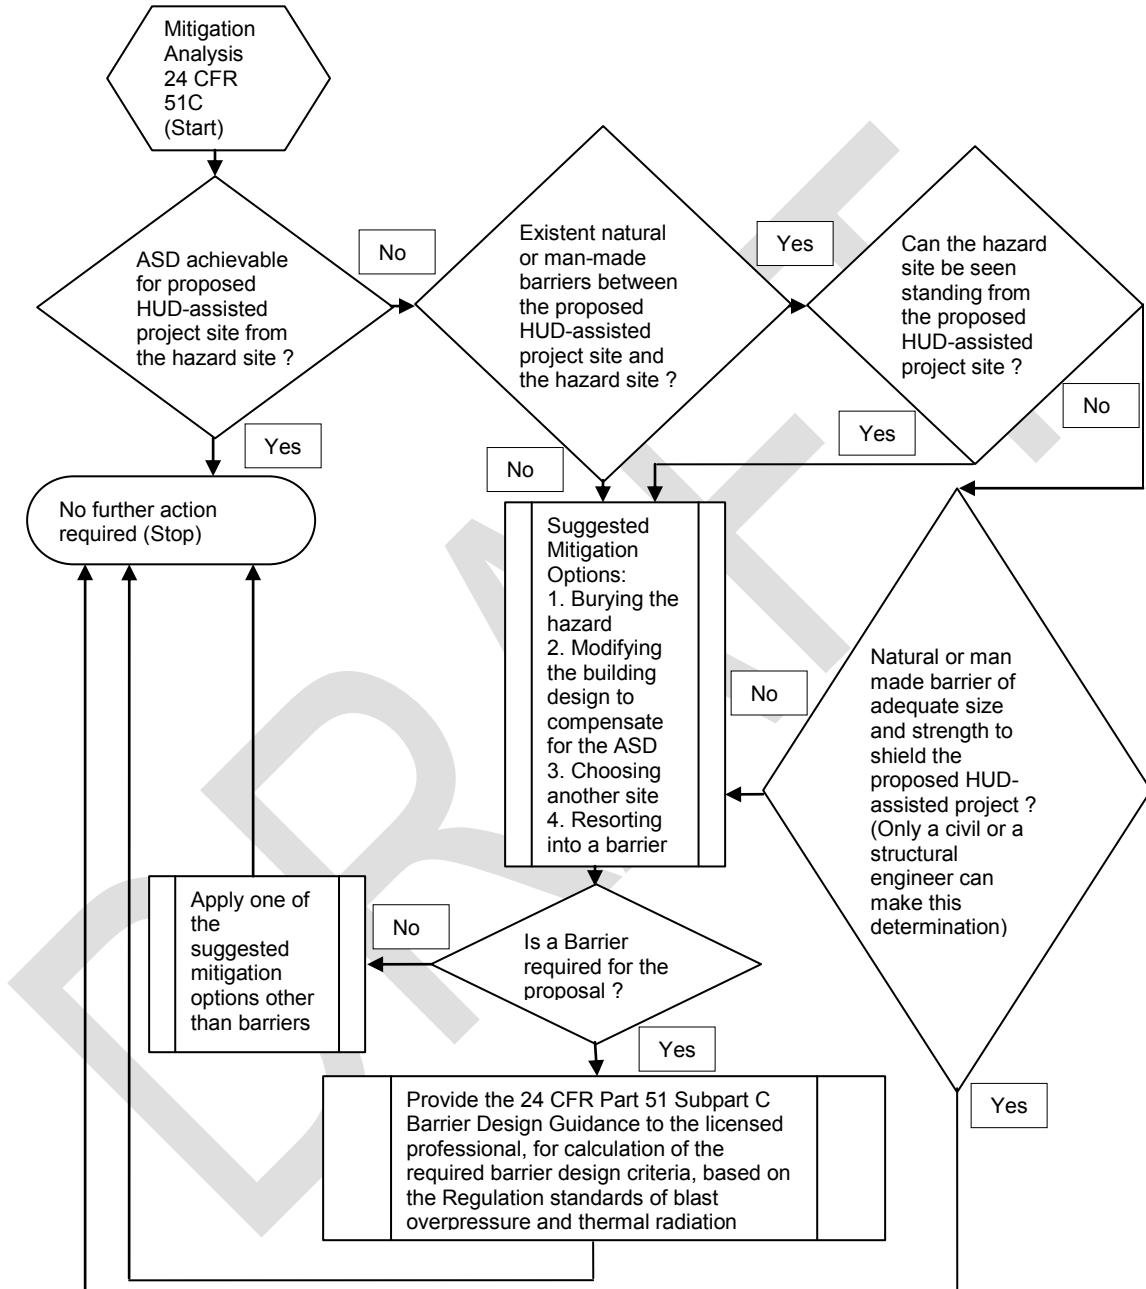 Mitigation
Analysis
24 CFR
51C
(Start)
ASD achievable
for proposed
HUD-assisted
project site from
the hazard site ?
No
Existent natural
or man-made
barriers between
the proposed
HUD-assisted
project site and
the hazard site ?
Yes
Can the hazard
site be seen
standing from
the proposed
HUD-assisted
project site ?
No
Yes
Yes
No
No further action
required (Stop)
Suggested
Mitigation
Options:
1. Burying the
hazard
2. Modifying
the building
design to
compensate
for the ASD
3. Choosing
another site
4. Resorting
into a barrier
No
Natural or man
made barrier of
adequate size
and strength to
shield the
proposed HUD-
assisted project ?
(Only a civil or a
structural
engineer can
make this
determination)
Apply one of
the
suggested
mitigation
options other
than barriers
No
Is a Barrier
required for the
proposal ?
Yes
Yes
Provide the 24 CFR Part 51 Subpart C
Barrier Design Guidance to the licensed
professional, for calculation of the
required barrier design criteria, based on
the Regulation standards of blast
overpressure and thermal radiation
DRAFT